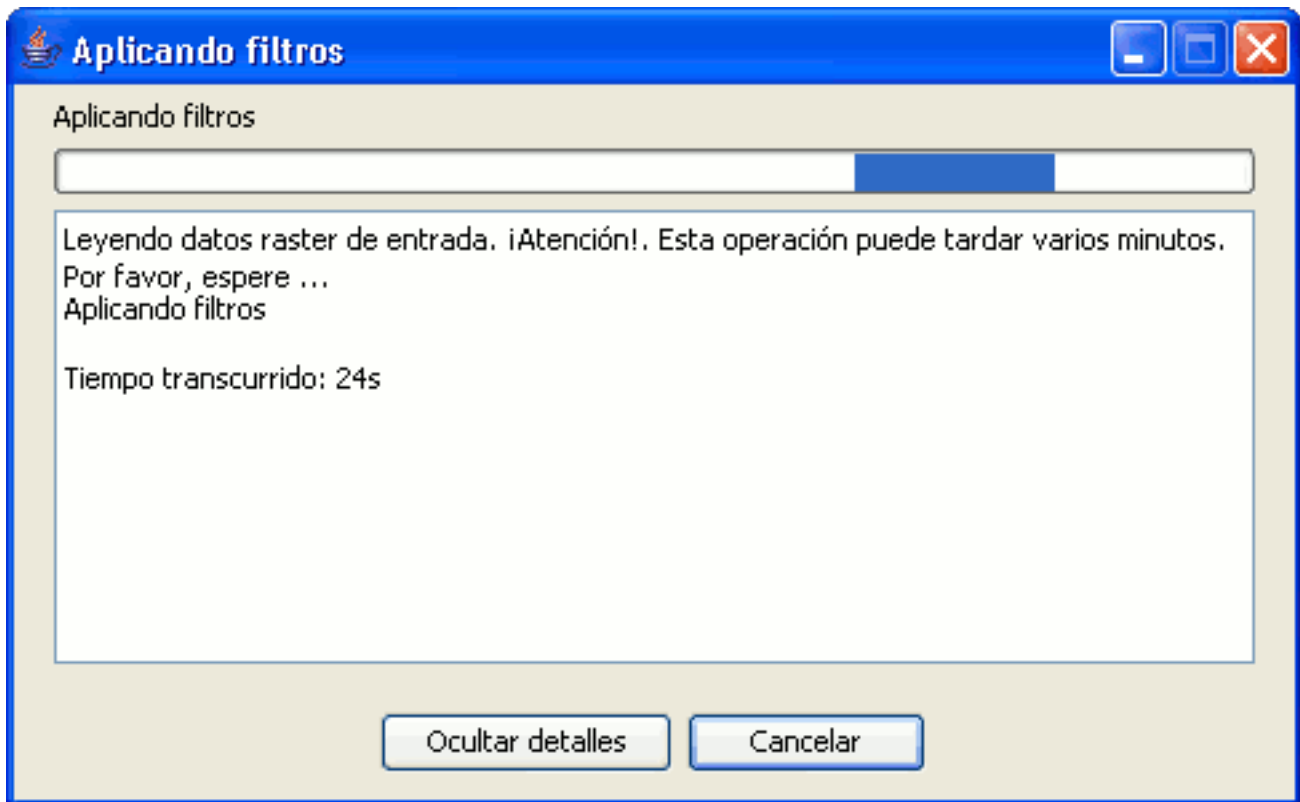 Aplicando filtros
Aplicando filtros
Leyendo datos raster de entrada. ¡Atención!. Esta operación puede tardar varios minutos.
Por favor, espere ...
Aplicando filtros
Tiempo transcurrido: 24s
Ocultar detalles
Cancelar